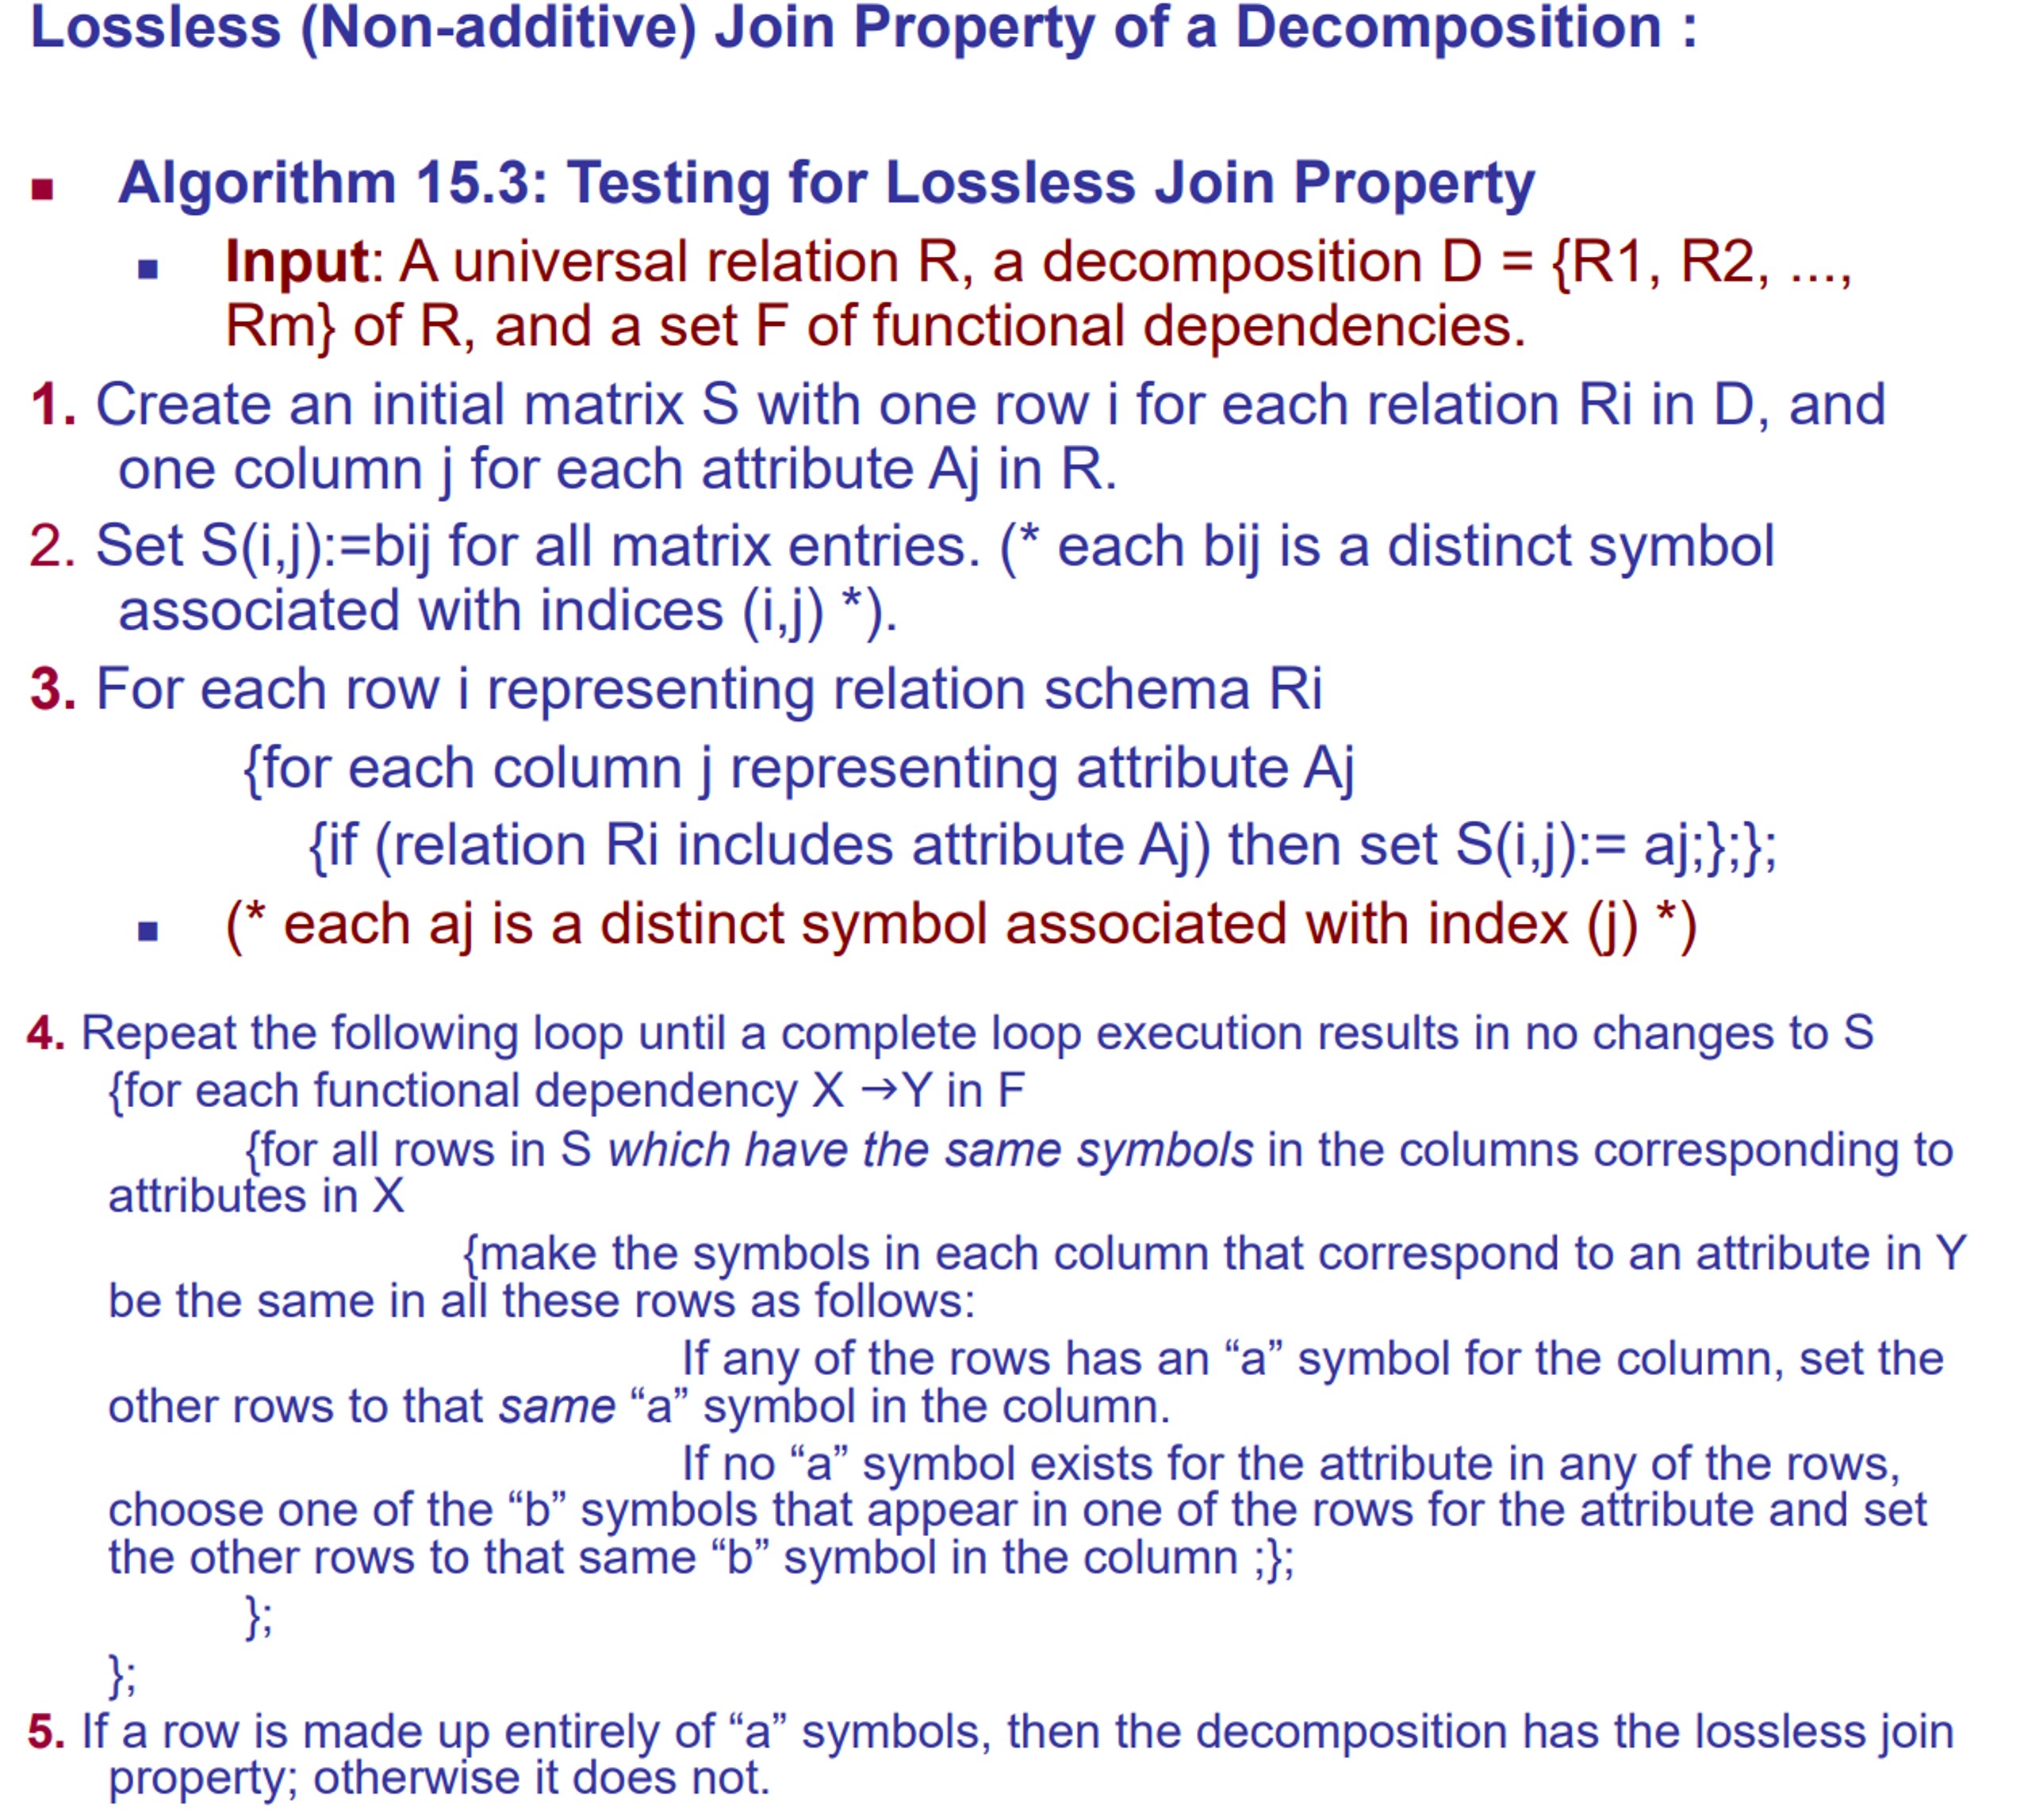 Lossless (Non-additive) Join Property of a Decomposition :
▪ Algorithm 15.3: Testing for Lossless Join Property
▪ Input: A universal relation R, a decomposition D = {R1, R2, ...,
Rm} of R, and a set F of functional dependencies.
1. Create an initial matrix S with one row i for each relation Ri in D, and
one column j for each attribute Aj in R.
2. Set S(i,j):=bij for all matrix entries. (* each bij is a distinct symbol
associated with indices (i,j) *).
3. For each row i representing relation schema Ri
{for each column j representing attribute Aj
{if (relation Ri includes attribute Aj) then set S(i,j):= aj;};};
▪ (* each aj is a distinct symbol associated with index (j) *)
4. Repeat the following loop until a complete loop execution results in no changes to S
{for each functional dependency X →Y in F
{for all rows in S which have the same symbols in the columns corresponding to
attributes in X
{make the symbols in each column that correspond to an attribute in Y
be the same in all these rows as follows:
If any of the rows has an “a” symbol for the column, set the
other rows to that same “a” symbol in the column.
If no “a” symbol exists for the attribute in any of the rows,
choose one of the “b” symbols that appear in one of the rows for the attribute and set
the other rows to that same “b” symbol in the column ;};
};
};
5. If a row is made up entirely of “a” symbols, then the decomposition has the lossless join
property; otherwise it does not.